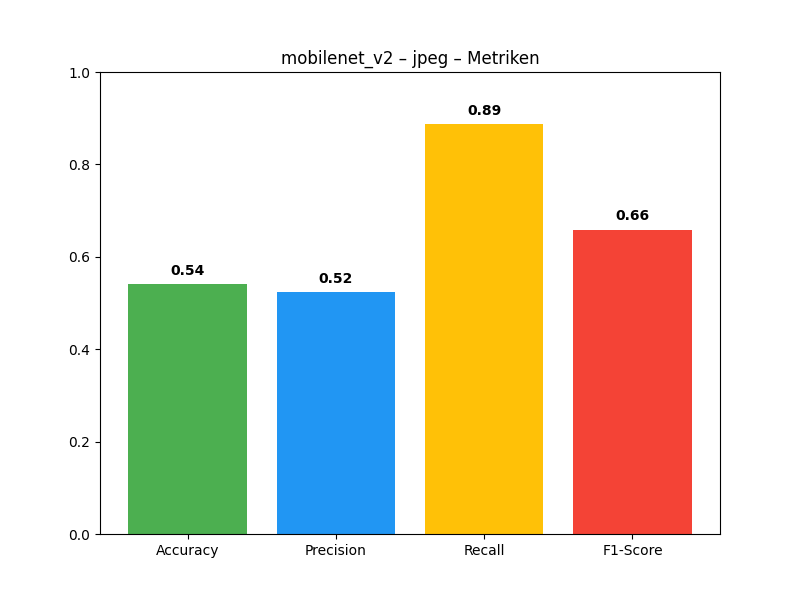 mobilenet_v2 – jpeg – Metriken
1.0
0.8
0.6
0.4
0.2
0.0
0.54
0.52
0.89
0.66
Accuracy
Precision
Recall
F1-Score